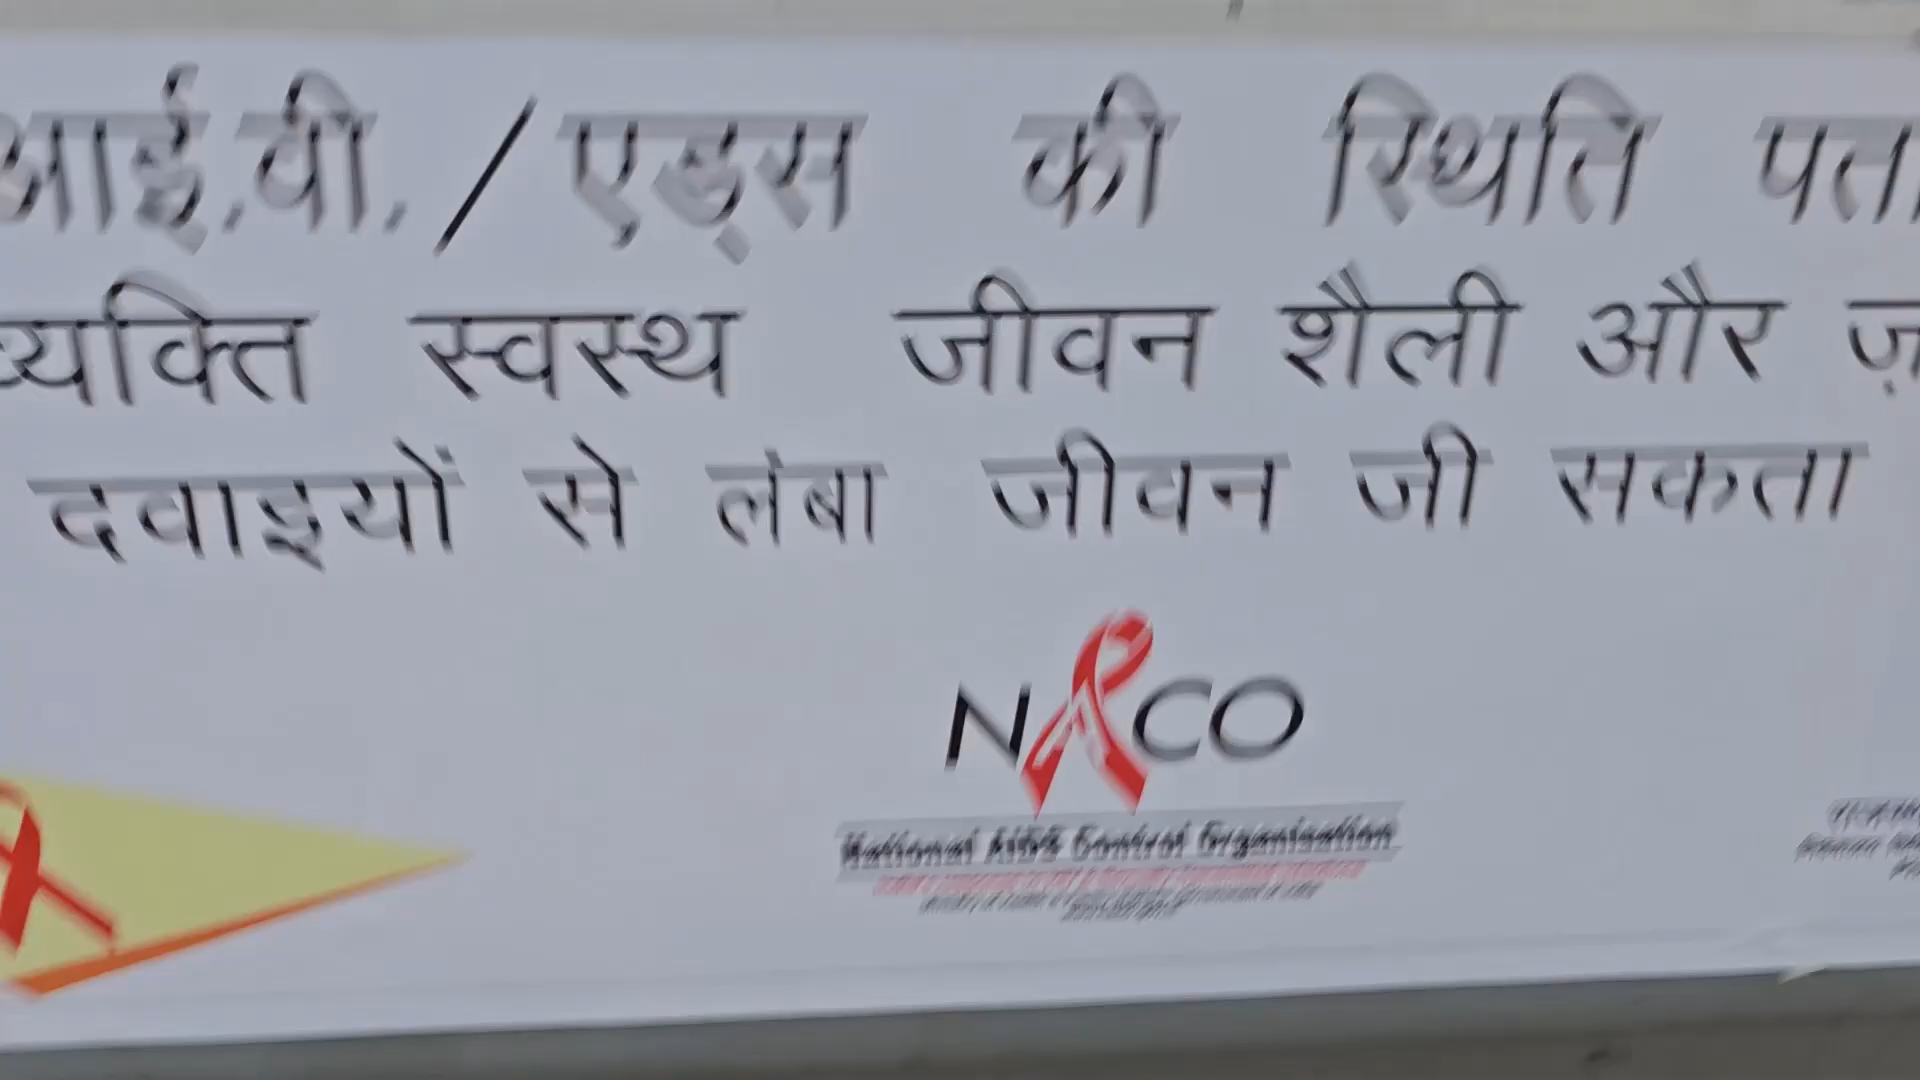 आई.वी. / एड्स की स्थिति पता
व्यक्ति स्वस्थ जीवन शैली और
दवाइयों से लंबा जीवन जी सकता
NACO
National AIDS Control Organisation